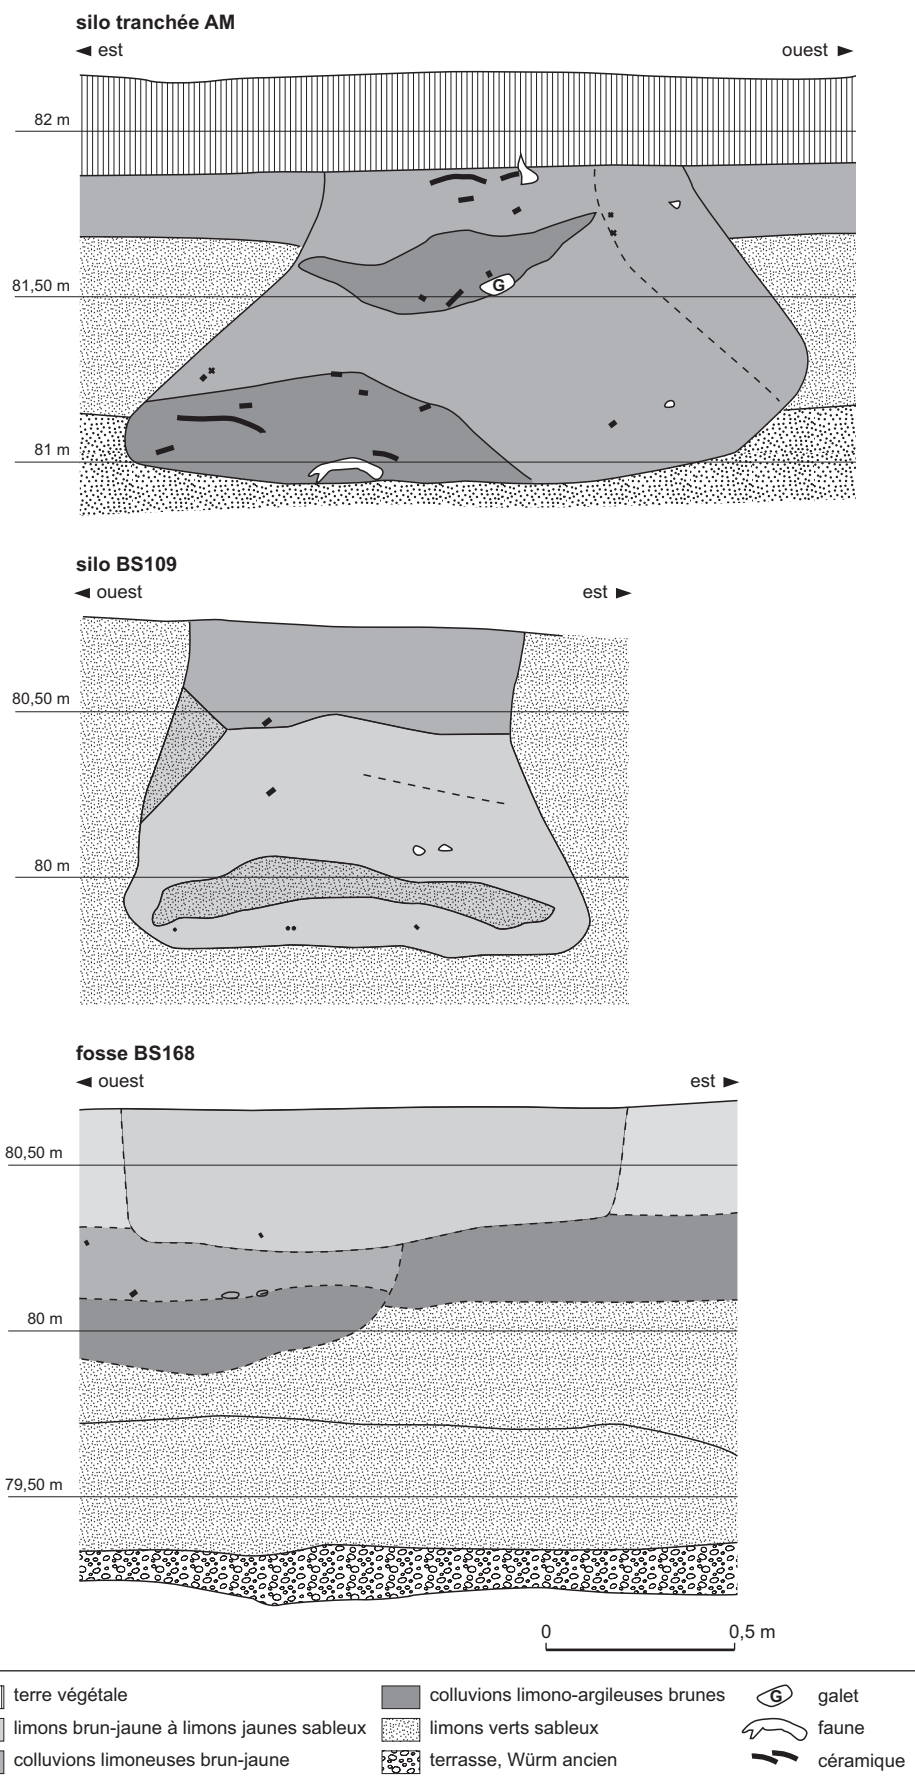 silo tranchée AM
◄ est ouest ►
82 m
81,50 m
G
81 m
silo BS109
◄ ouest est ►
80,50 m
80 m
fosse BS168
◄ ouest est ►
80,50 m
80 m
79,50 m
0 0,5 m
terre végétale colluvions limono-argileuses brunes G galet
limons brun-jaune à limons jaunes sableux limons verts sableux faune
colluvions limoneuses brun-jaune terrasse, Würm ancien céramique